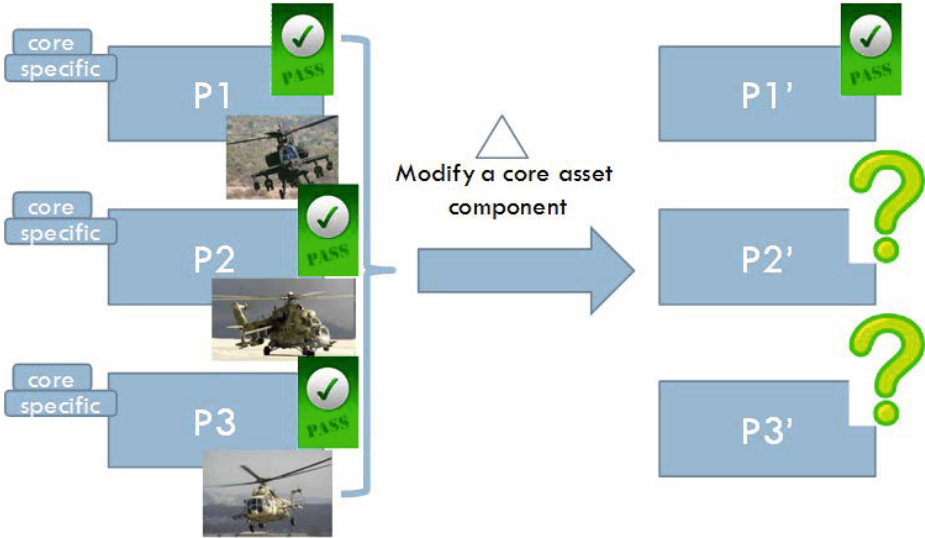 core
specific
P1
PASS
P1'
PASS
Modify a core asset
component
core
specific
P2
PASS
P2'
?
core
specific
P3
PASS
P3'
?